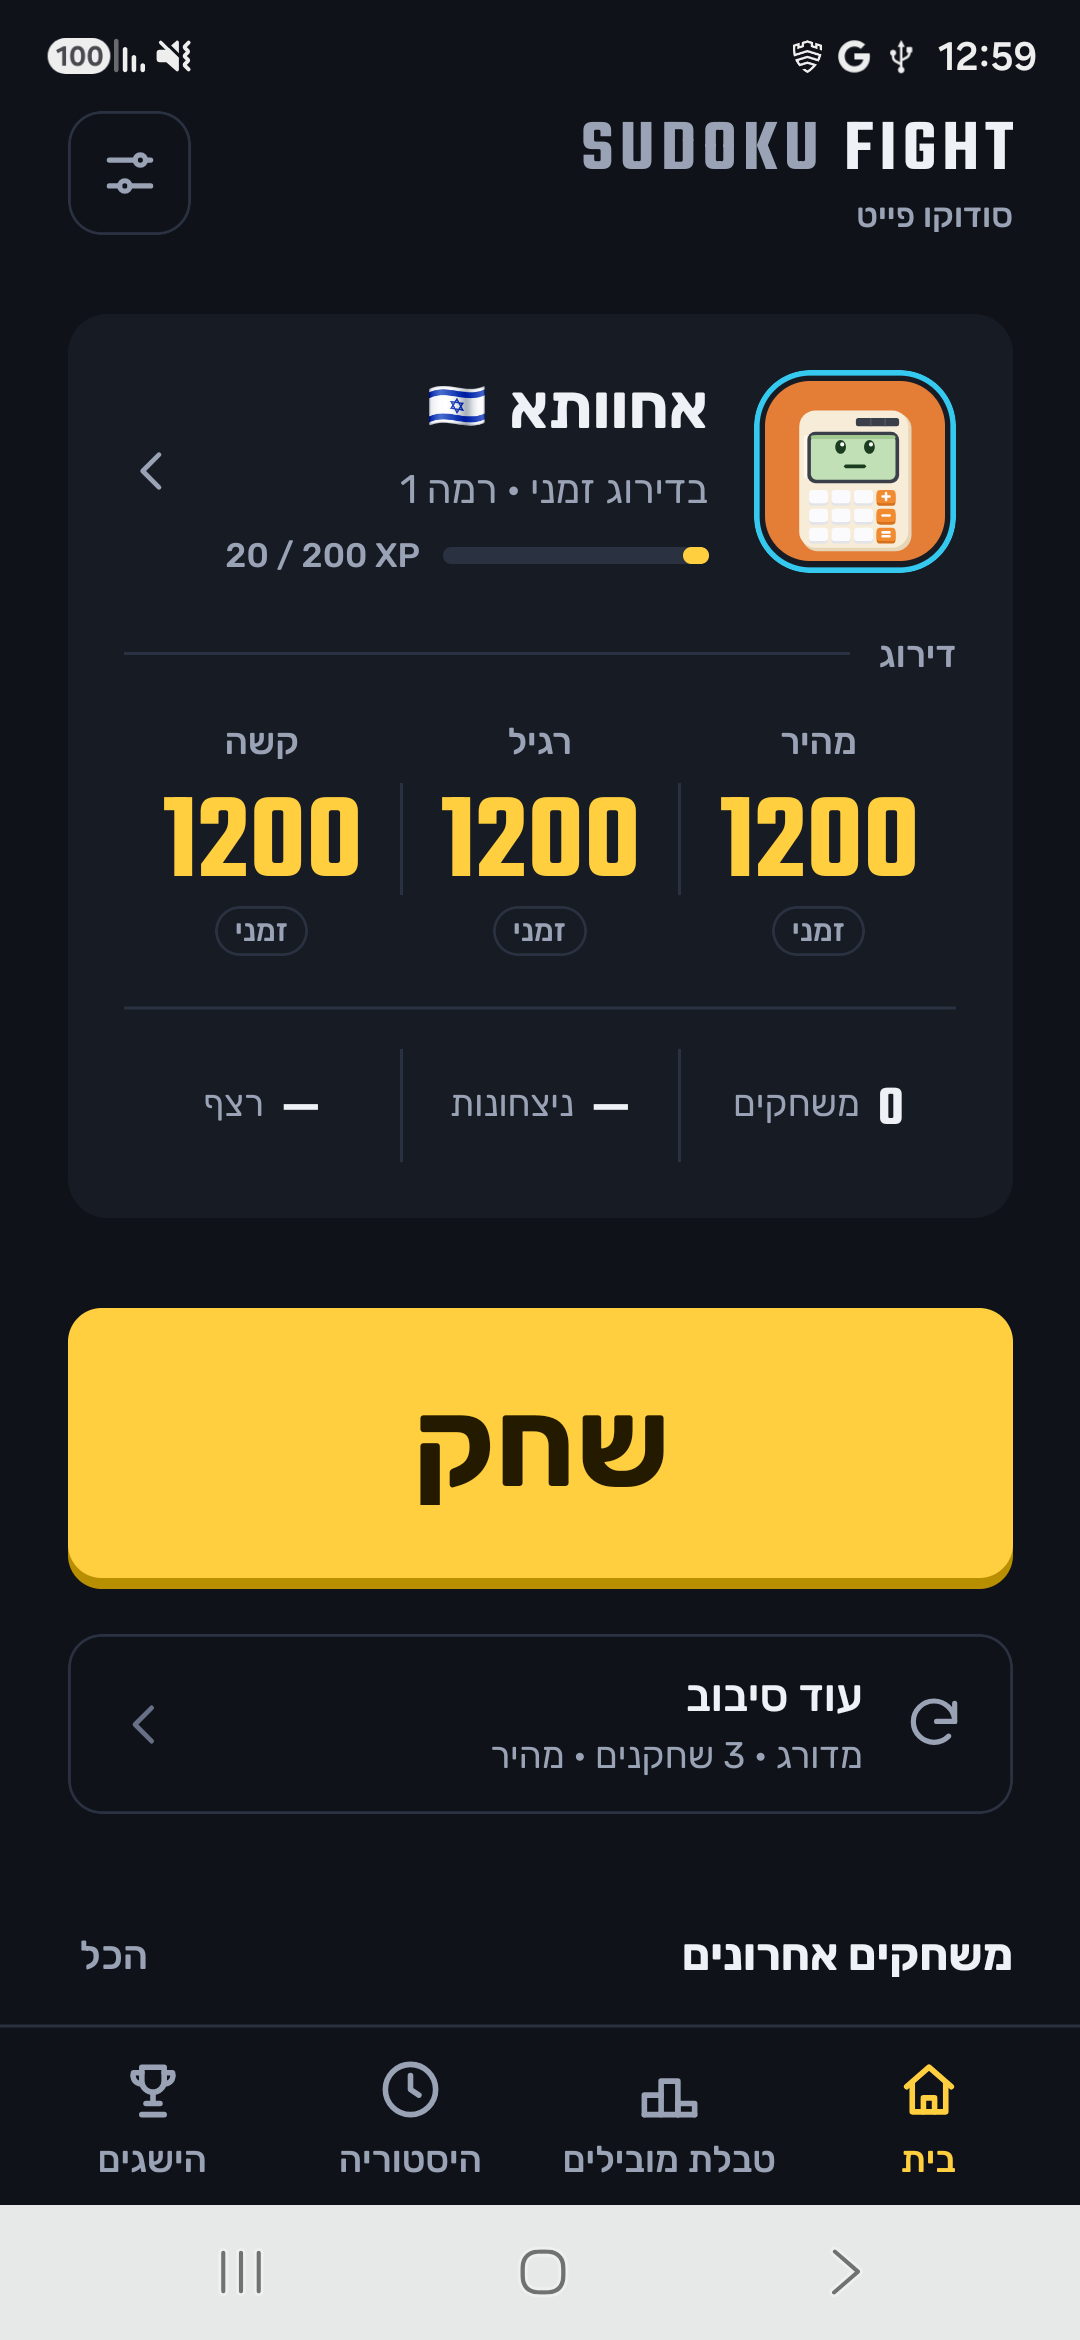 12:59
100
SUDOKU FIGHT
סודוקו פייט
אחוותא 🇮🇱
בדירוג זמני • רמה 1
20 / 200 XP
דירוג
מהיר
רגיל
קשה
1200
1200
1200
זמני
זמני
זמני
0 משחקים
— ניצחונות
— רצף
שחק
עוד סיבוב
מדורג • 3 שחקנים • מהיר
משחקים אחרונים
הכל
בית
טבלת מובילים
היסטוריה
הישגים